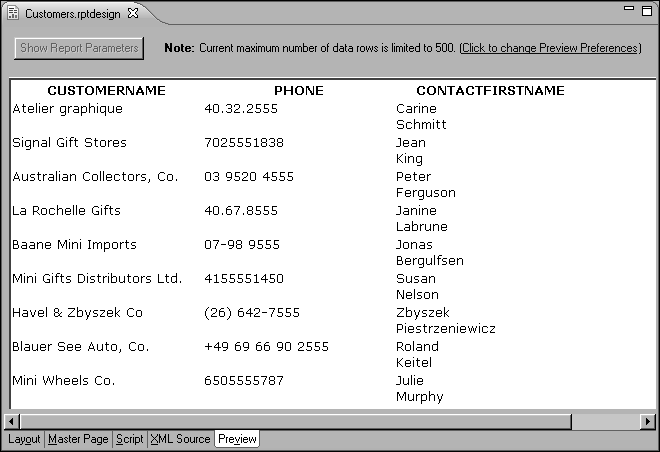 Customers.rptdesign
Show Report Parameters Note: Current maximum number of data rows is limited to 500. (Click to change Preview Preferences)
CUSTOMERNAME PHONE CONTACTFIRSTNAME
Atelier graphique 40.32.2555 Carine
Schmitt
Signal Gift Stores 7025551838 Jean
King
Australian Collectors, Co. 03 9520 4555 Peter
Ferguson
La Rochelle Gifts 40.67.8555 Janine
Labrune
Baane Mini Imports 07-98 9555 Jonas
Bergulfsen
Mini Gifts Distributors Ltd. 4155551450 Susan
Nelson
Havel & Zbyszek Co (26) 642-7555 Zbyszek
Piestrzeniewicz
Blauer See Auto, Co. +49 69 66 90 2555 Roland
Keitel
Mini Wheels Co. 6505555787 Julie
Murphy
Layout Master Page Script XML Source Preview